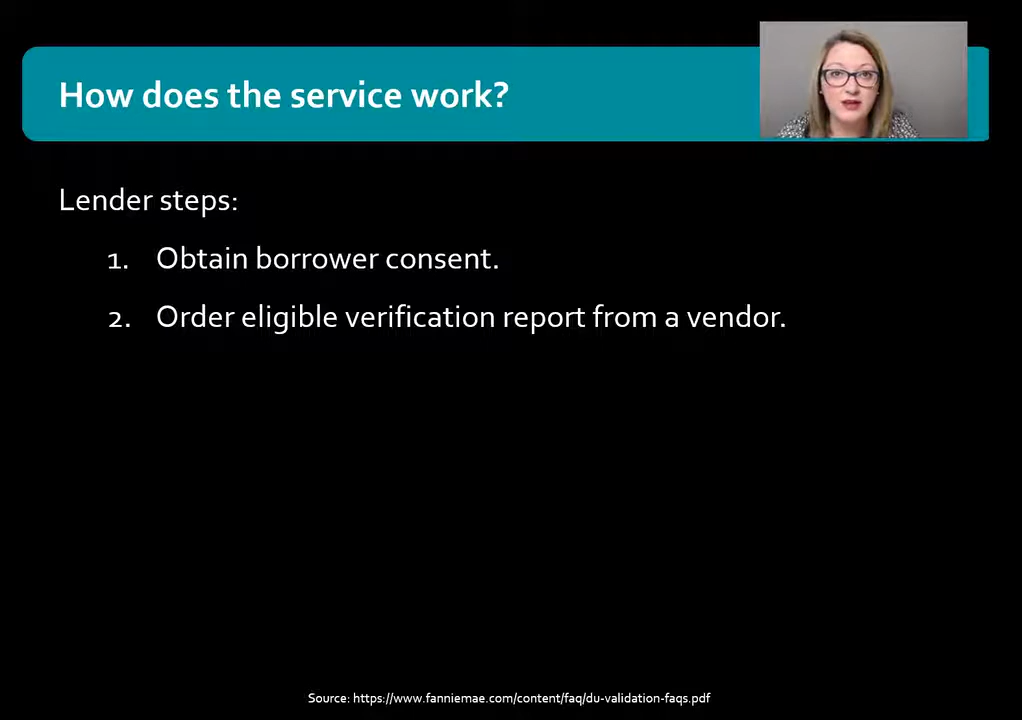 How does the service work?
Lender steps:
1. Obtain borrower consent.
2. Order eligible verification report from a vendor.
Source: https://www.fanniemae.com/content/faq/du-validation-faqs.pdf